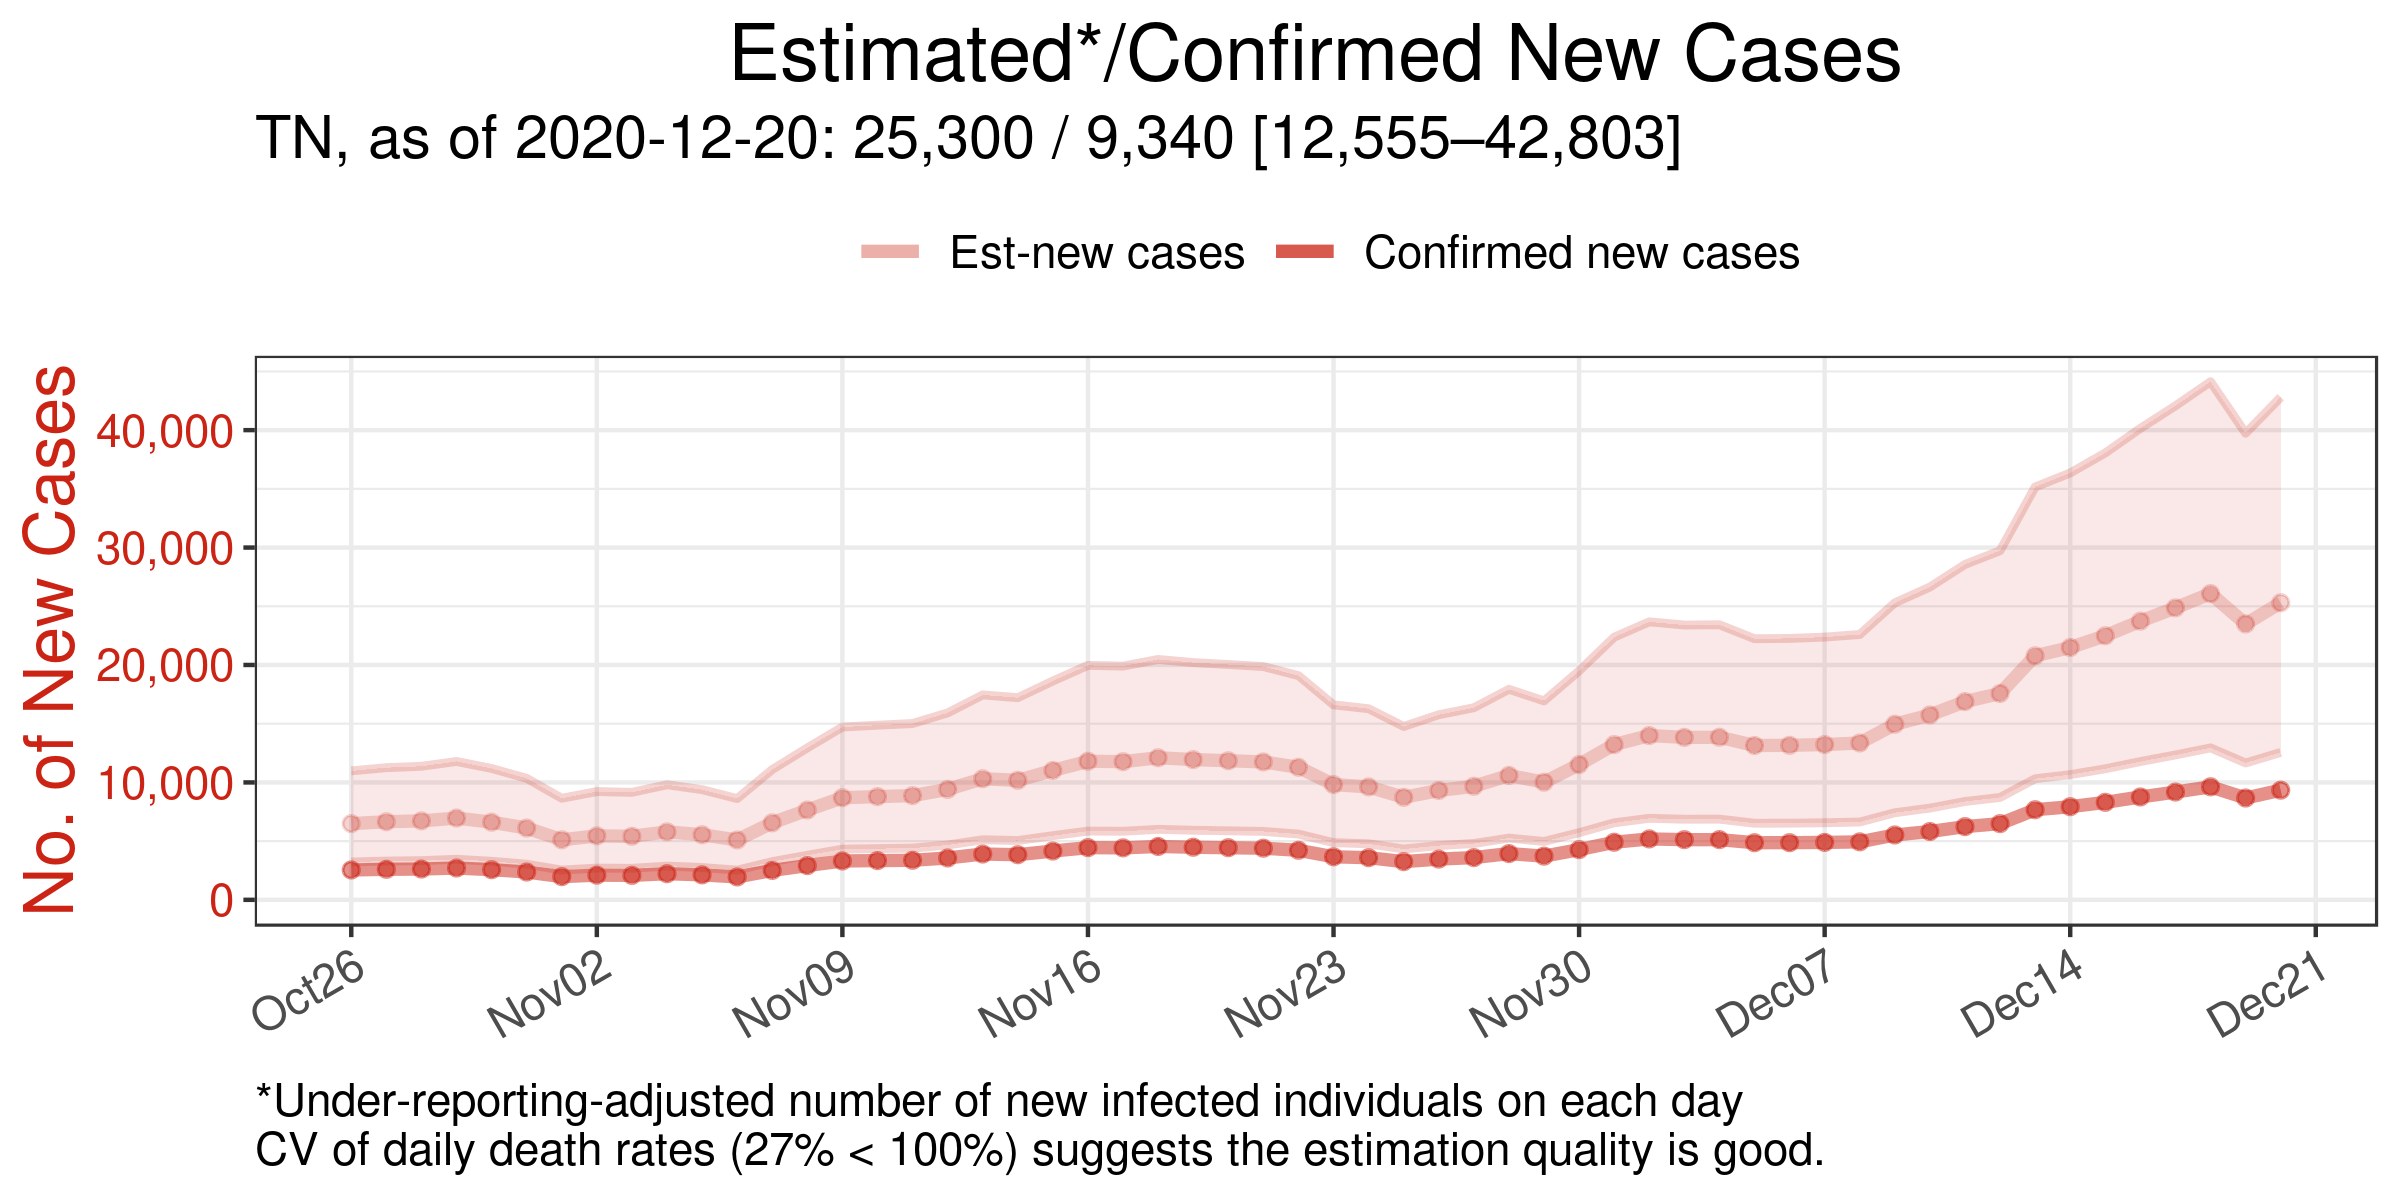 Estimated*/Confirmed New Cases
TN, as of 2020-12-20: 25,300 / 9,340 [12,555–42,803]
Est-new cases
Confirmed new cases
No. of New Cases
40,000
30,000
20,000
10,000
0
Oct26
Nov02
Nov09
Nov16
Nov23
Nov30
Dec07
Dec14
Dec21
*Under-reporting-adjusted number of new infected individuals on each day
CV of daily death rates (27% < 100%) suggests the estimation quality is good.